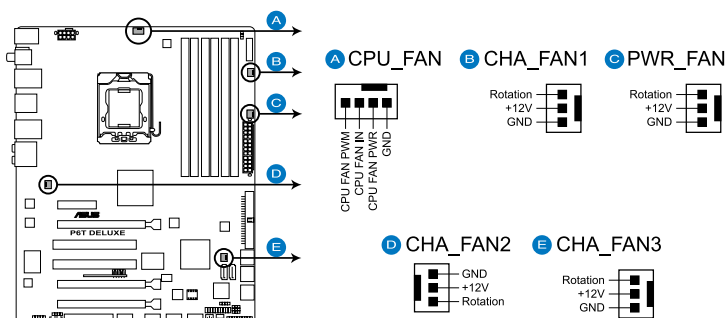 A
B
C
D
E
ASUS
P6T DELUXE
A CPU_FAN
CPU FAN PWM
CPU FAN IN
CPU FAN PWR
GND
B CHA_FAN1
Rotation
+12V
GND
C PWR_FAN
Rotation
+12V
GND
D CHA_FAN2
GND
+12V
Rotation
E CHA_FAN3
Rotation
+12V
GND